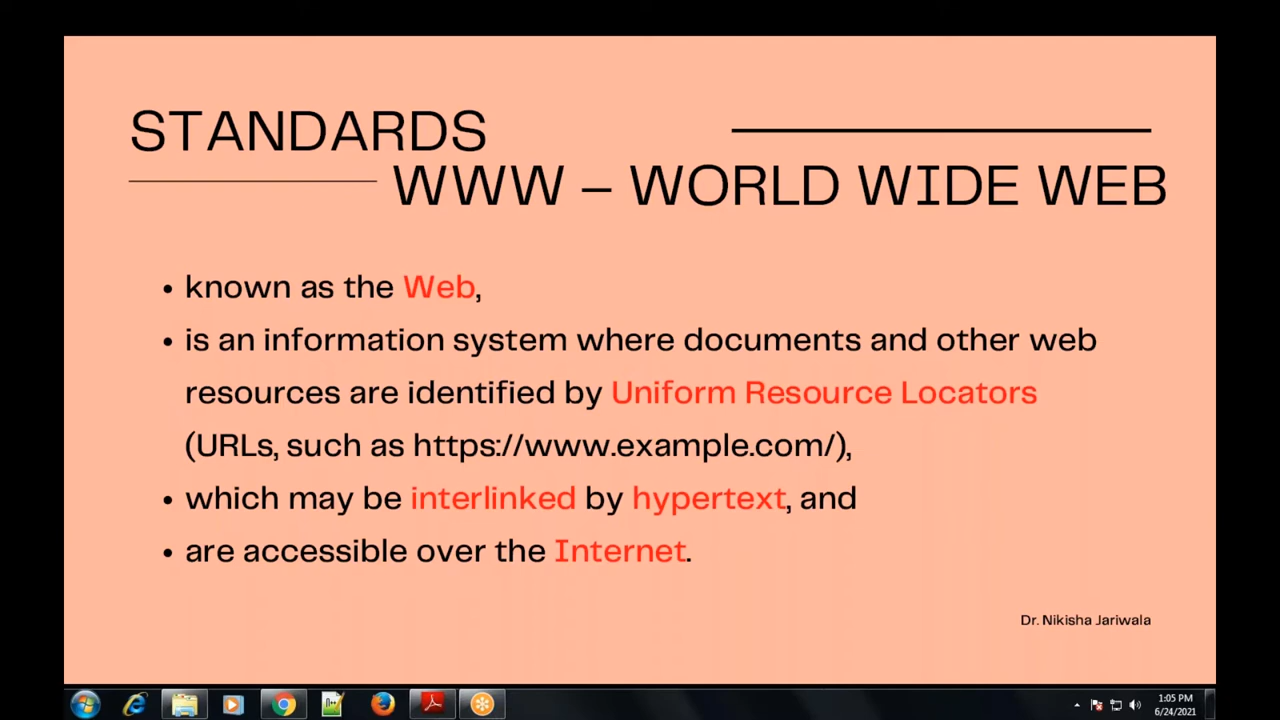 STANDARDS
WWW – WORLD WIDE WEB
• known as the Web,
• is an information system where documents and other web
resources are identified by Uniform Resource Locators
(URLs, such as https://www.example.com/),
• which may be interlinked by hypertext, and
• are accessible over the Internet.
Dr. Nikisha Jariwala
1:05 PM
6/24/2021